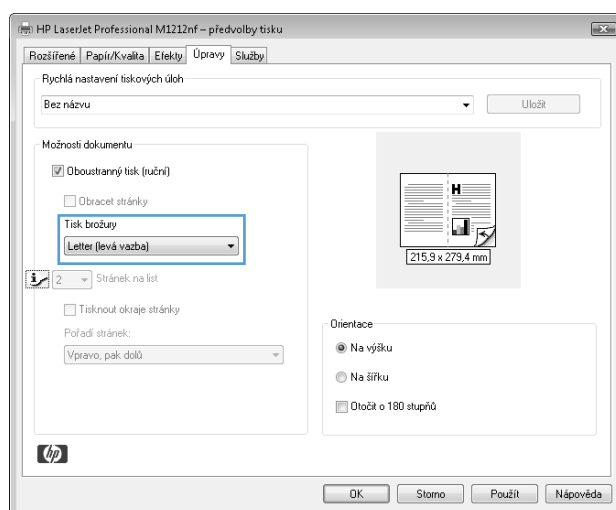 HP LaserJet Professional M1212nf – předvolby tisku
Rozšířené Papír/Kvalita Efekty Úpravy Služby
Rychlá nastavení tiskových úloh
Bez názvu Uložit
Možnosti dokumentu
Oboustranný tisk (ruční)
Obracet stránky
Tisk brožury
Letter (levá vazba)
2 Stránek na list
Tisknout okraje stránky
Pořadí stránek:
Vpravo, pak dolů
H
215,9 x 279,4 mm
Orientace
Na výšku
Na šířku
Otočit o 180 stupňů
hp
OK Storno Použít Nápověda